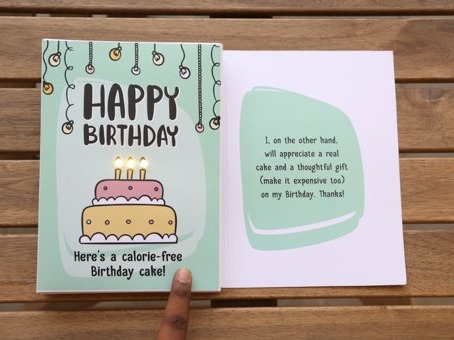 HAPPY
BIRTHDAY
Here's a calorie-free
Birthday cake!
I, on the other hand,
will appreciate a real
cake and a thoughtful gift
(make it expensive too)
on my Birthday. Thanks!